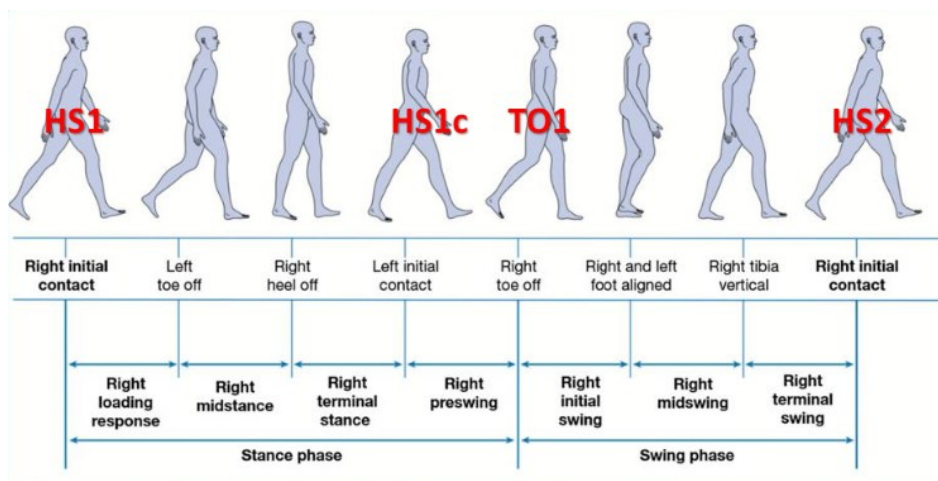 HS1
HS1c
TO1
HS2
Right initial
contact
Left
toe off
Right
heel off
Left initial
contact
Right
toe off
Right and left
foot aligned
Right tibia
vertical
Right initial
contact
Right
loading
response
Right
midstance
Right
terminal
stance
Right
preswing
Right
initial
swing
Right
midswing
Right
terminal
swing
Stance phase
Swing phase